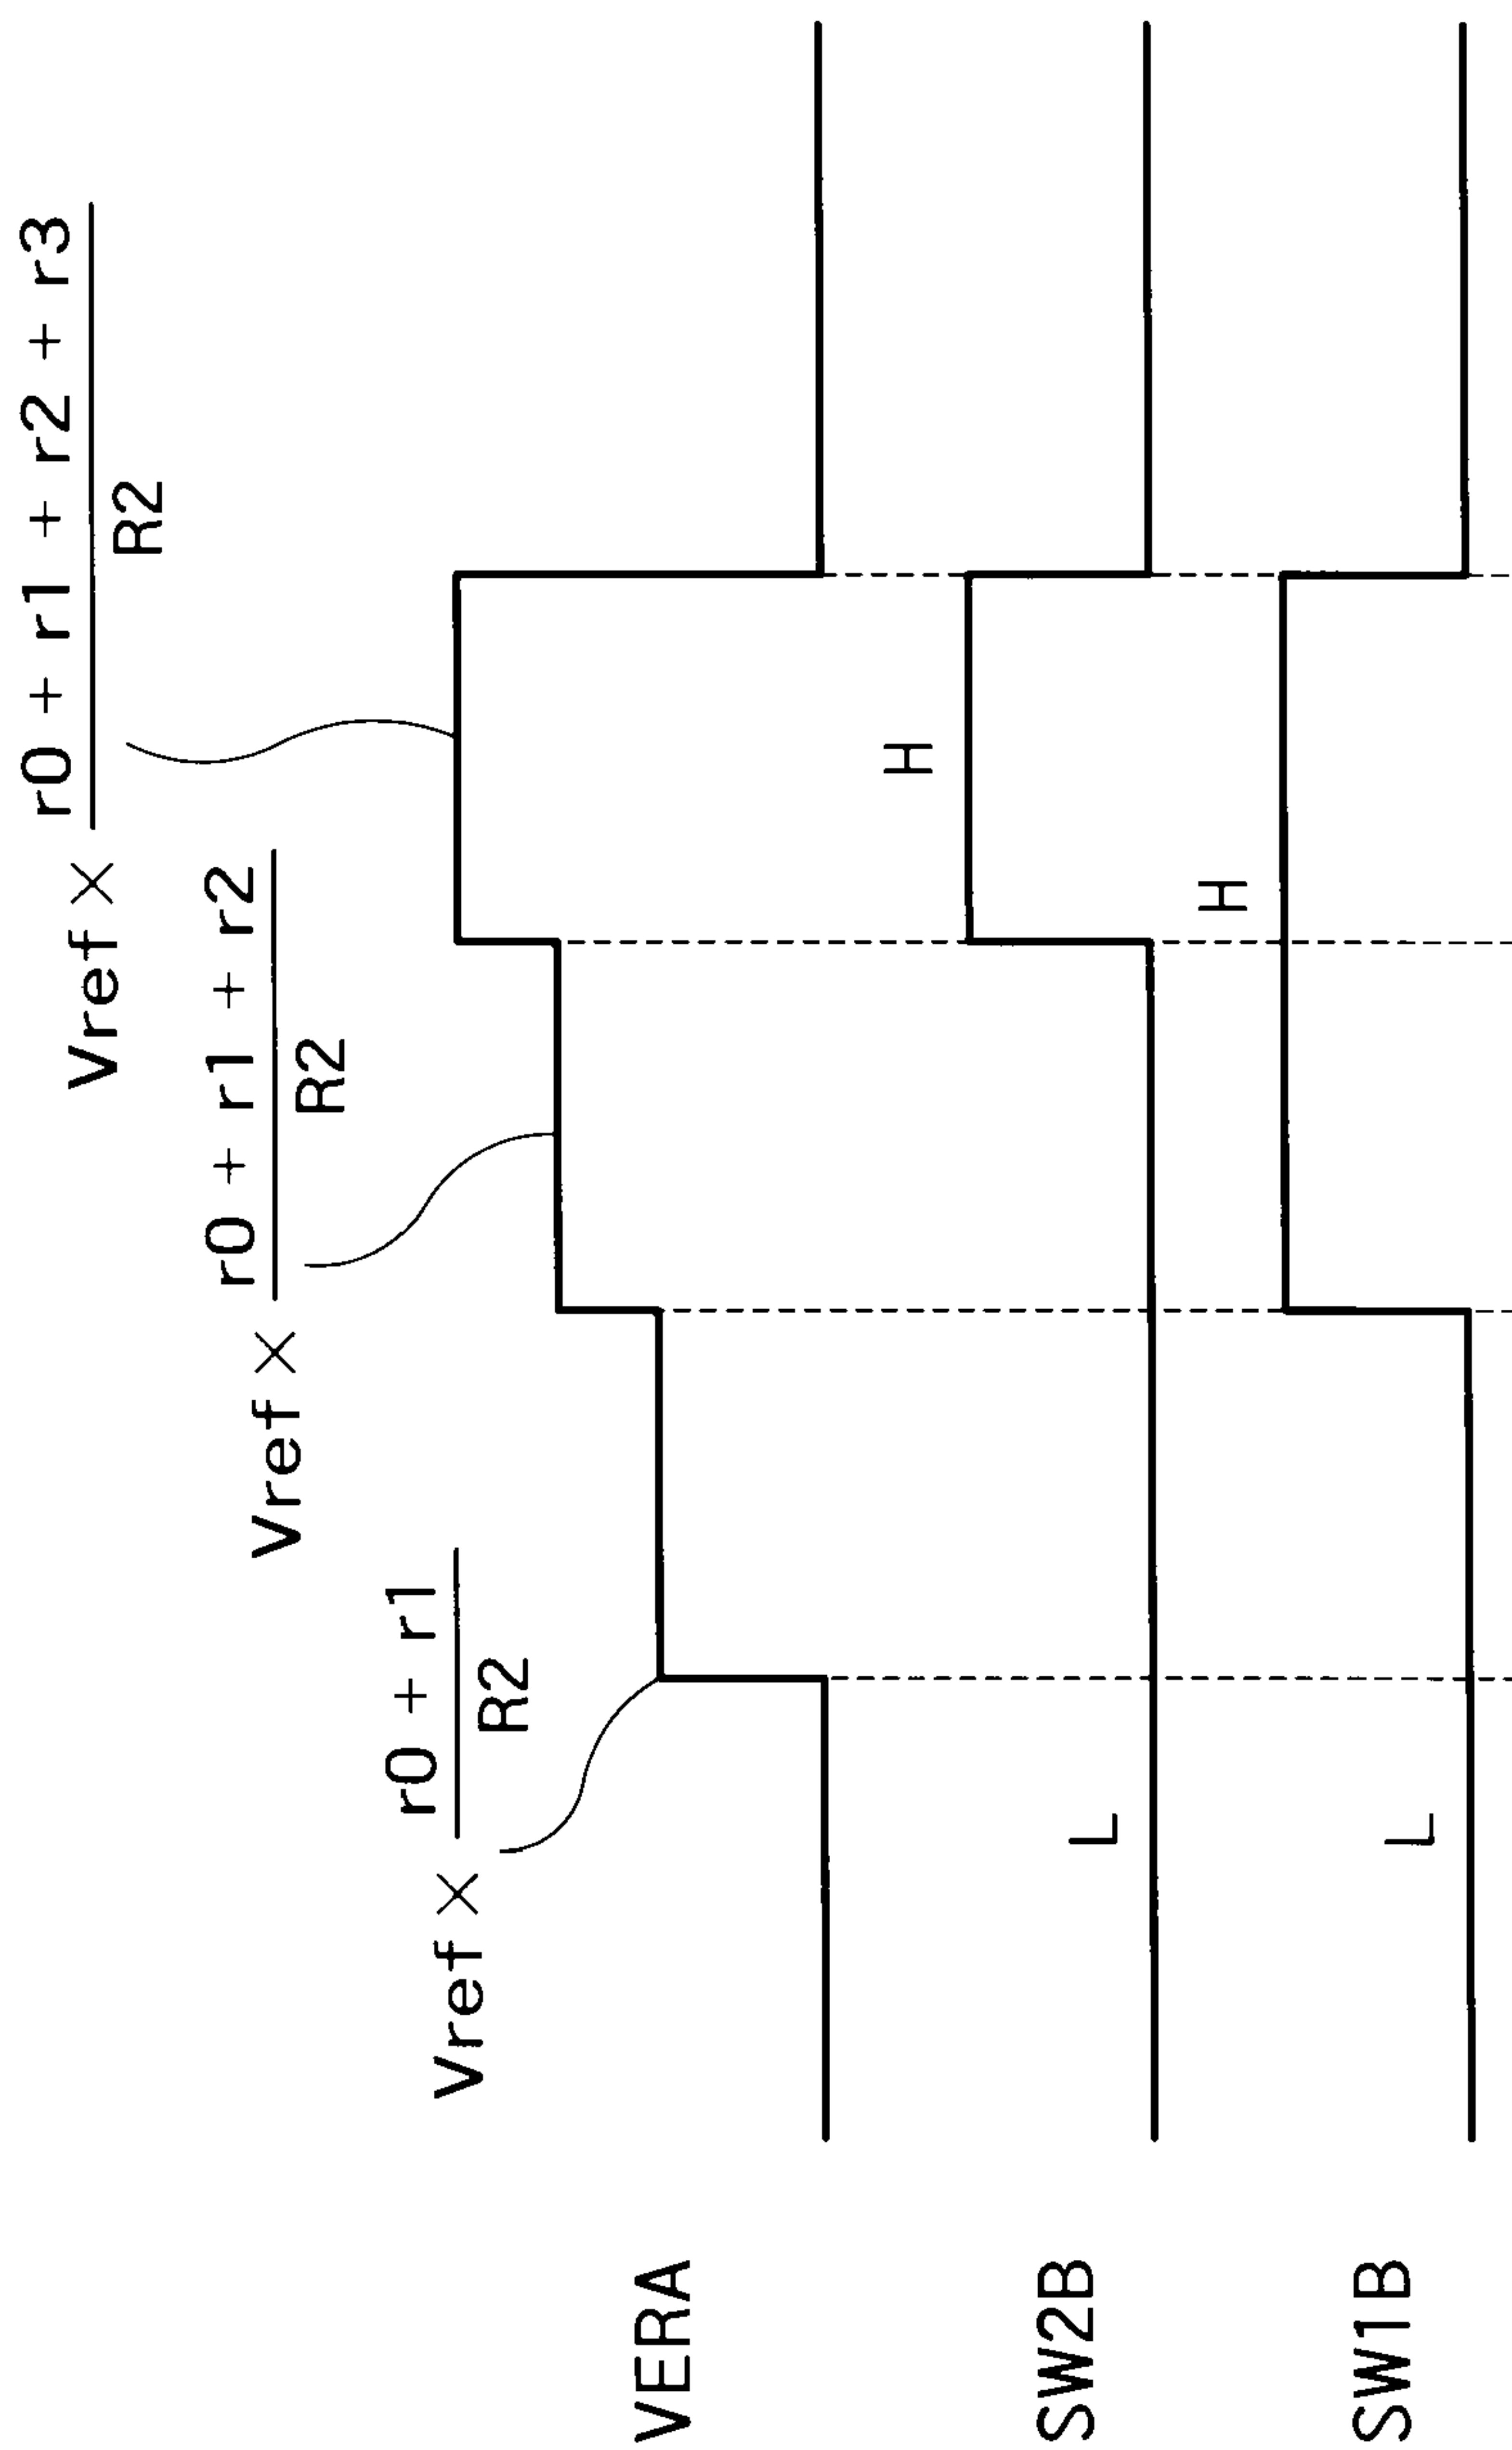 Vref × (r0 + r1 + r2 + r3) / R2
Vref × (r0 + r1 + r2) / R2
Vref × (r0 + r1) / R2
VERA
H
L
SW2B
H
L
SW1B